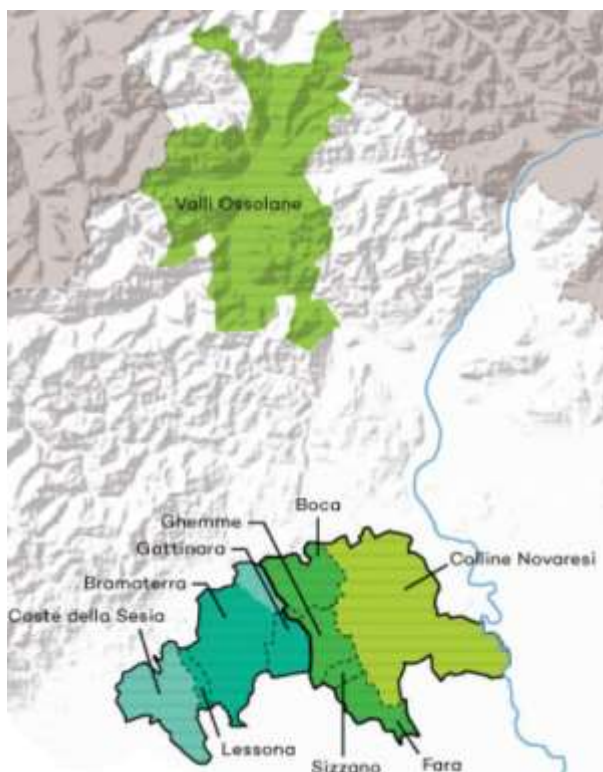 Valli Ossolane
Boca
Ghemme
Gattinara
Colline Novaresi
Bramaterra
Coste della Sesia
Lessona
Sizzano
Fara